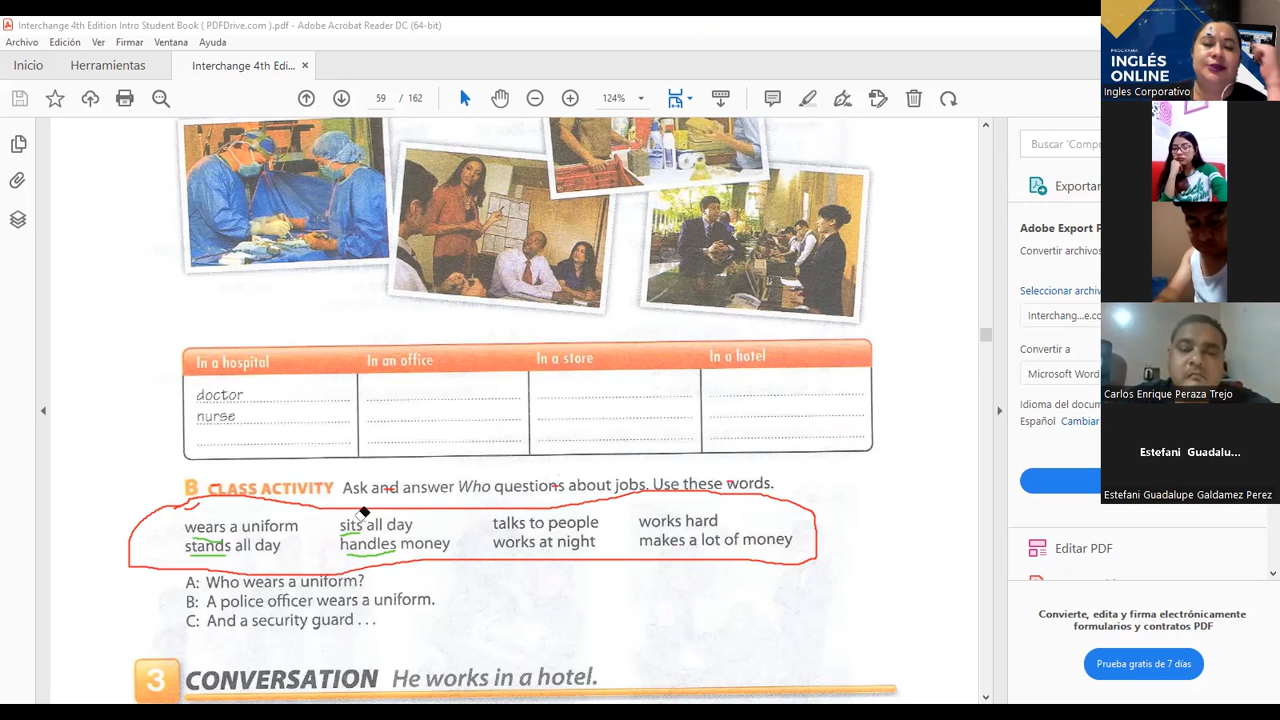 Interchange 4th Edition Intro Student Book ( PDFDrive.com ).pdf - Adobe Acrobat Reader DC (64-bit)
Archivo Edición Ver Firmar Ventana Ayuda
Inicio Herramientas Interchange 4th Edi... ×
59 / 162 124%
PROGRAMA
INGLÉS
ONLINE
Ingles Corporativo
Buscar 'Comp
Exportar
Adobe Export P
Convertir archivos
Seleccionar archiv
Interchang...e.co
Convertir a
Microsoft Word
Idioma del docum
Español Cambiar
Carlos Enrique Peraza Trejo
Estefani Guadalu...
Estefani Guadalupe Galdamez Perez
Editar PDF
Convierte, edita y firma electrónicamente
formularios y contratos PDF
Prueba gratis de 7 días
In a hospital In an office In a store In a hotel
doctor
nurse
B CLASS ACTIVITY Ask and answer Who questions about jobs. Use these words.
wears a uniform sits all day talks to people works hard
stands all day handles money works at night makes a lot of money
A: Who wears a uniform?
B: A police officer wears a uniform.
C: And a security guard . . .
3 CONVERSATION He works in a hotel.